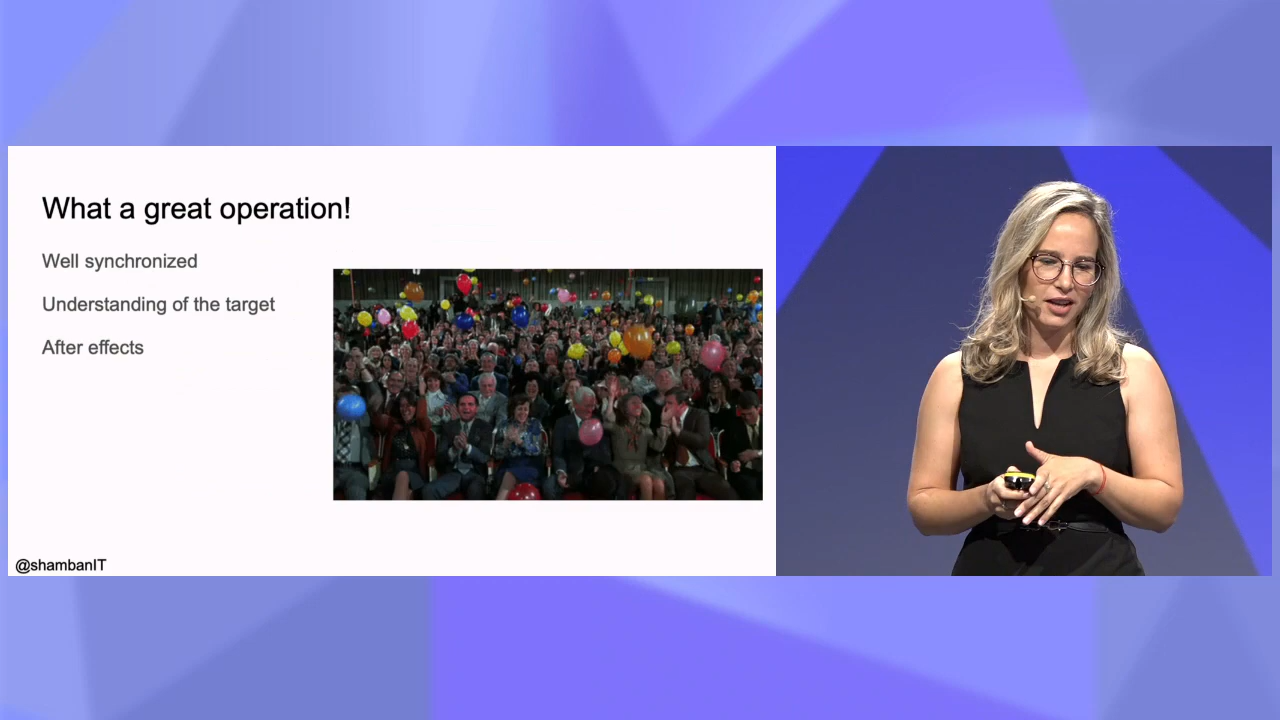 What a great operation!
Well synchronized
Understanding of the target
After effects
@shambanIT